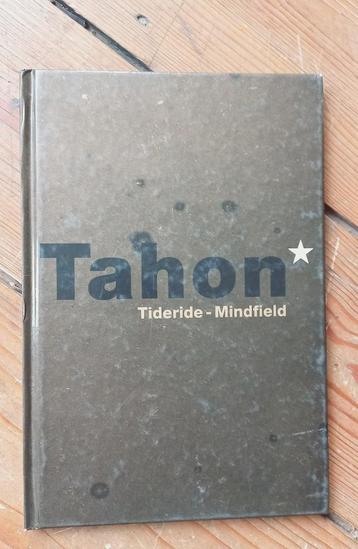 Tahon*
Tideride - Mindfield